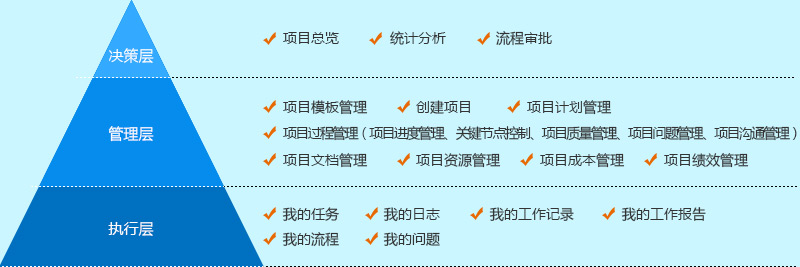 项目总览 统计分析 流程审批
决策层
项目模板管理 创建项目 项目计划管理
管理层
项目过程管理（项目进度管理、关键节点控制、项目质量管理、项目问题管理、项目沟通管理）
项目文档管理 项目资源管理 项目成本管理 项目绩效管理
我的任务 我的日志 我的工作记录 我的工作报告
执行层
我的流程 我的问题